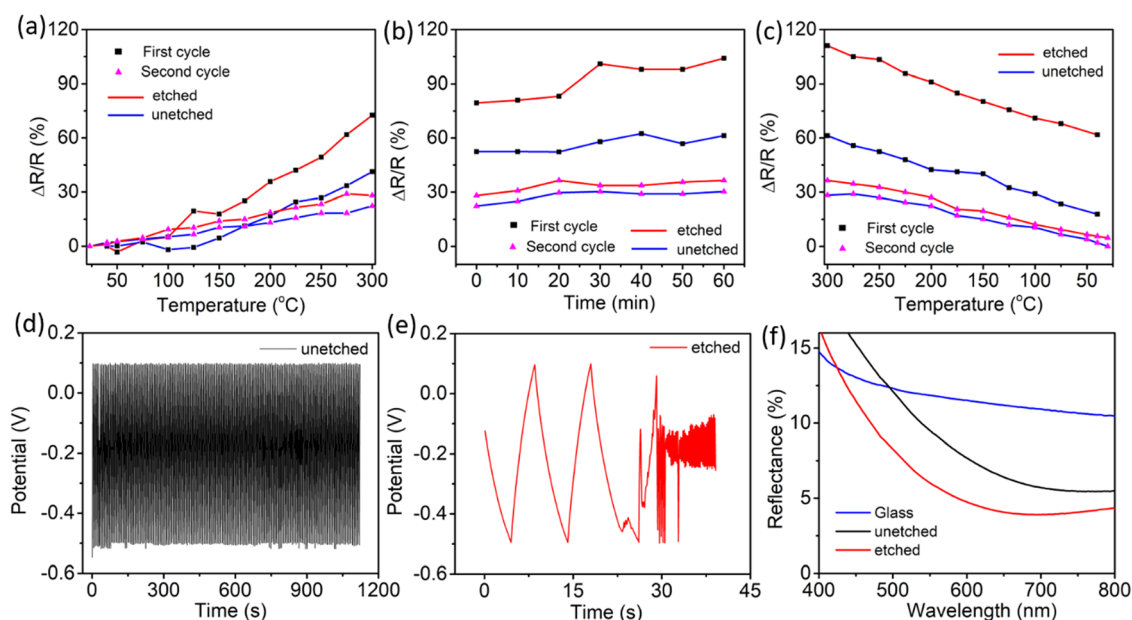 (a)
120
90
60
30
0
ΔR/R (%)
First cycle
Second cycle
etched
unetched
50 100 150 200 250 300
Temperature (°C)
(b)
120
90
60
30
0
ΔR/R (%)
First cycle
Second cycle
etched
unetched
0 10 20 30 40 50 60
Time (min)
(c)
120
90
60
30
0
ΔR/R (%)
etched
unetched
First cycle
Second cycle
300 250 200 150 100 50
Temperature (°C)
(d)
0.2
0.0
-0.2
-0.4
-0.6
Potential (V)
unetched
0 300 600 900 1200
Time (s)
(e)
0.2
0.0
-0.2
-0.4
-0.6
Potential (V)
etched
0 15 30 45
Time (s)
(f)
15
10
5
0
Reflectance (%)
Glass
unetched
etched
400 500 600 700 800
Wavelength (nm)